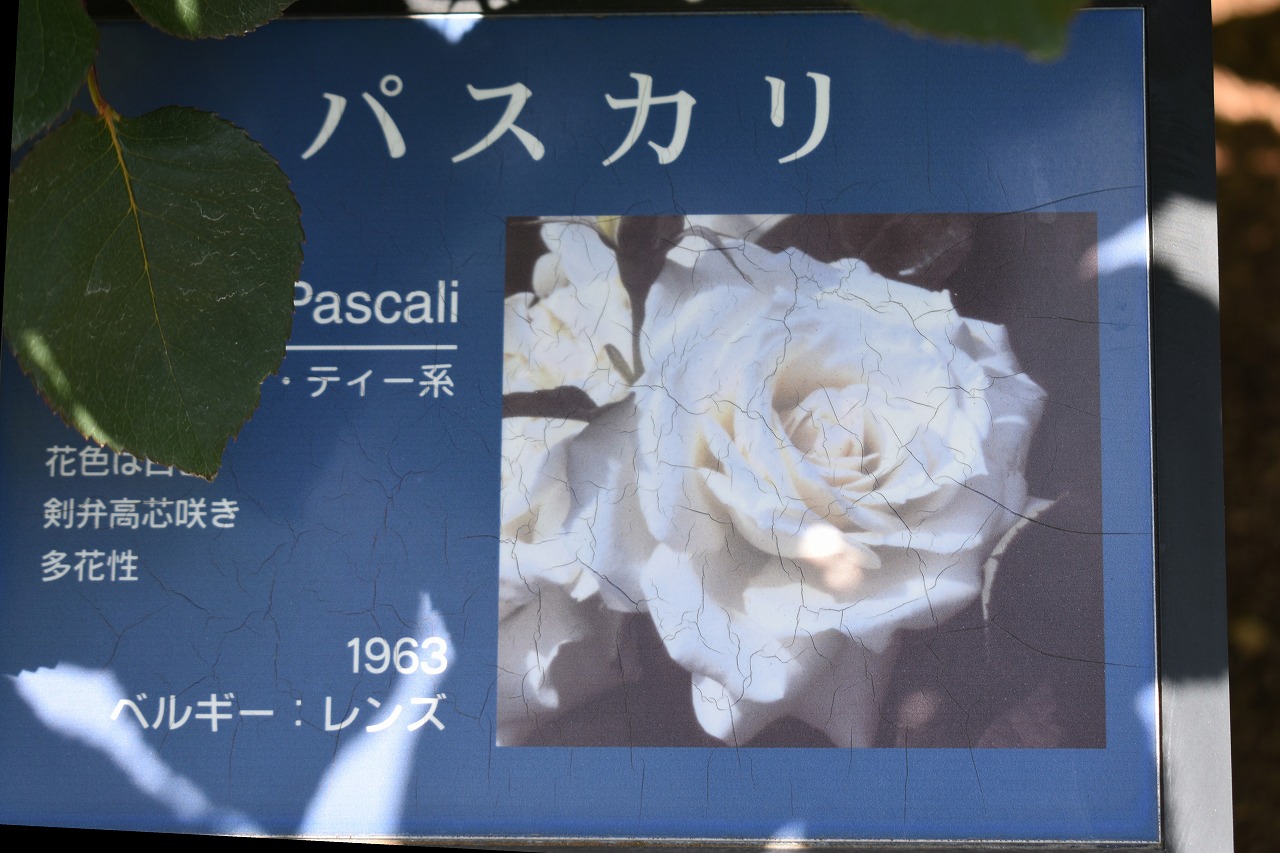 パスカリ
Pascali
・ティー系
花色は白
剣弁高芯咲き
多花性
1963
ベルギー：レンズ